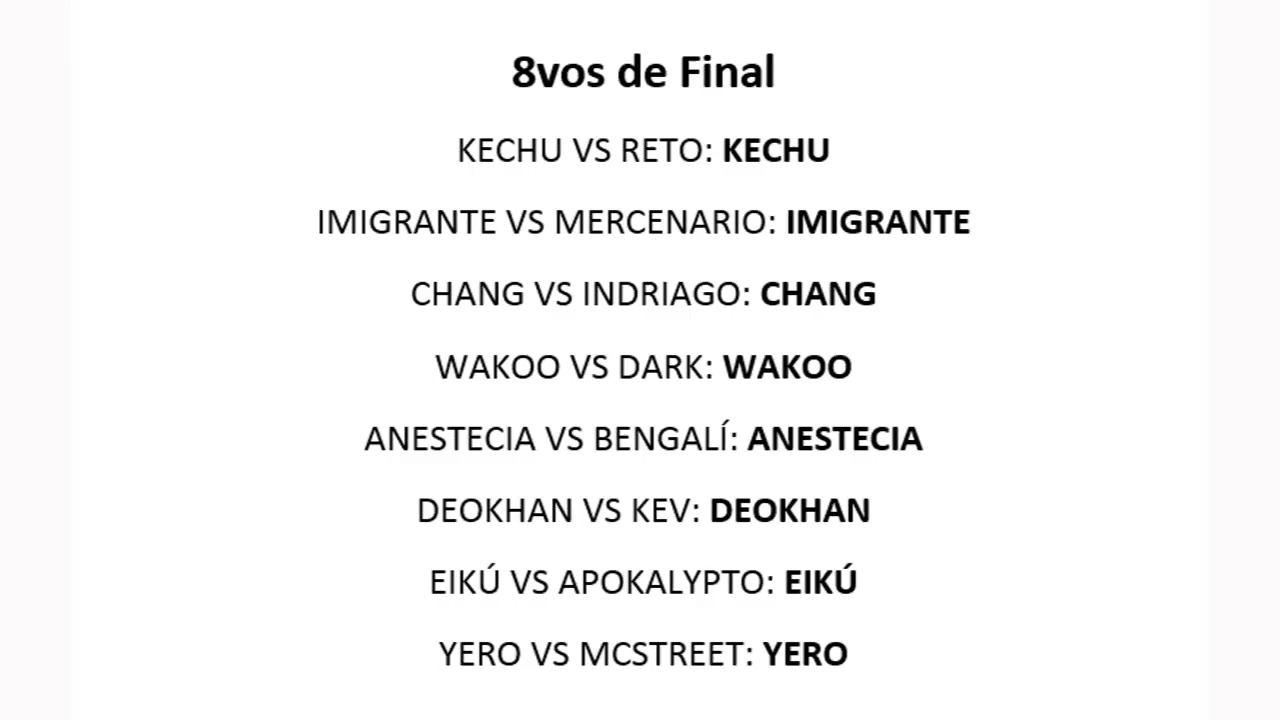 8vos de Final
KECHU VS RETO: KECHU
IMIGRANTE VS MERCENARIO: IMIGRANTE
CHANG VS INDRIAGO: CHANG
WAKOO VS DARK: WAKOO
ANESTECIA VS BENGALÍ: ANESTECIA
DEOKHAN VS KEV: DEOKHAN
EIKÚ VS APOKALYPTO: EIKÚ
YERO VS MCSTREET: YERO